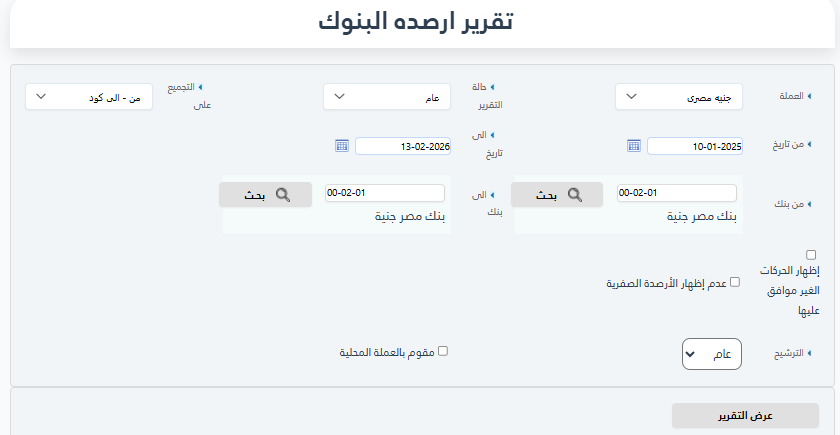 تقرير ارصده البنوك
العملة
جنيه مصرى
حالة التقرير
عام
التجميع على
من - الى كود
من تاريخ
10-01-2025
الى تاريخ
13-02-2026
من بنك
00-02-01
بحث
بنك مصر جنية
الى بنك
00-02-01
بحث
بنك مصر جنية
إظهار الحركات
الغير موافق
عليها
عدم إظهار الأرصدة الصفرية
الترشيح
عام
مقوم بالعملة المحلية
عرض التقرير